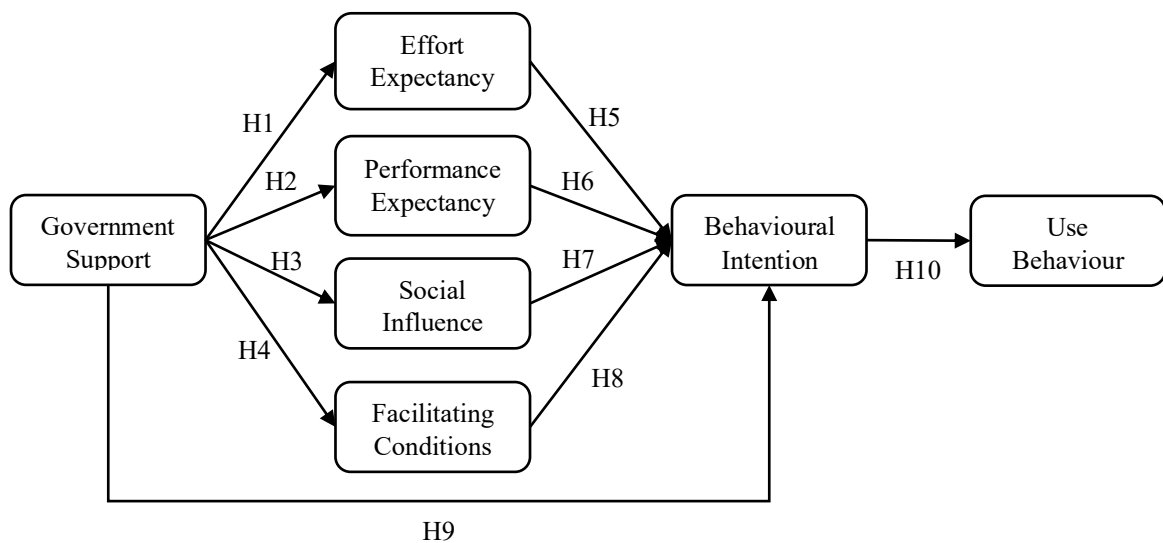 Effort
Expectancy
H1
H5
Performance
Expectancy
H2
H6
Government
Support
Behavioural
Intention
Use
Behaviour
H3
H7
H10
Social
Influence
H4
H8
Facilitating
Conditions
H9